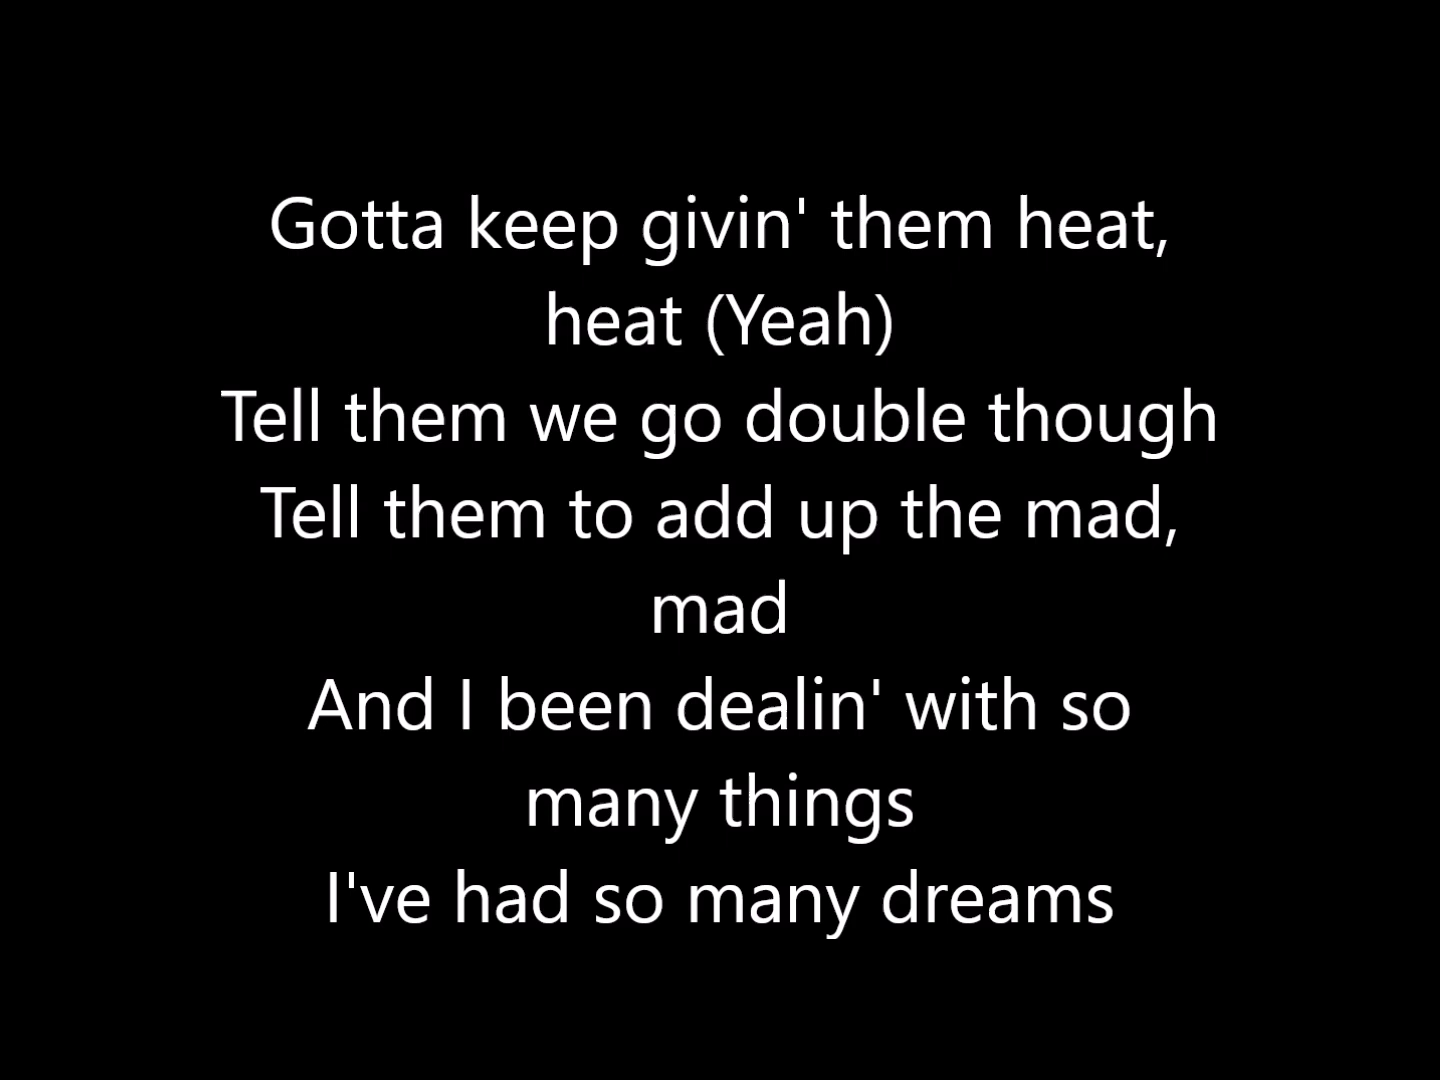 Gotta keep givin' them heat,
heat (Yeah)
Tell them we go double though
Tell them to add up the mad,
mad
And I been dealin' with so
many things
I've had so many dreams